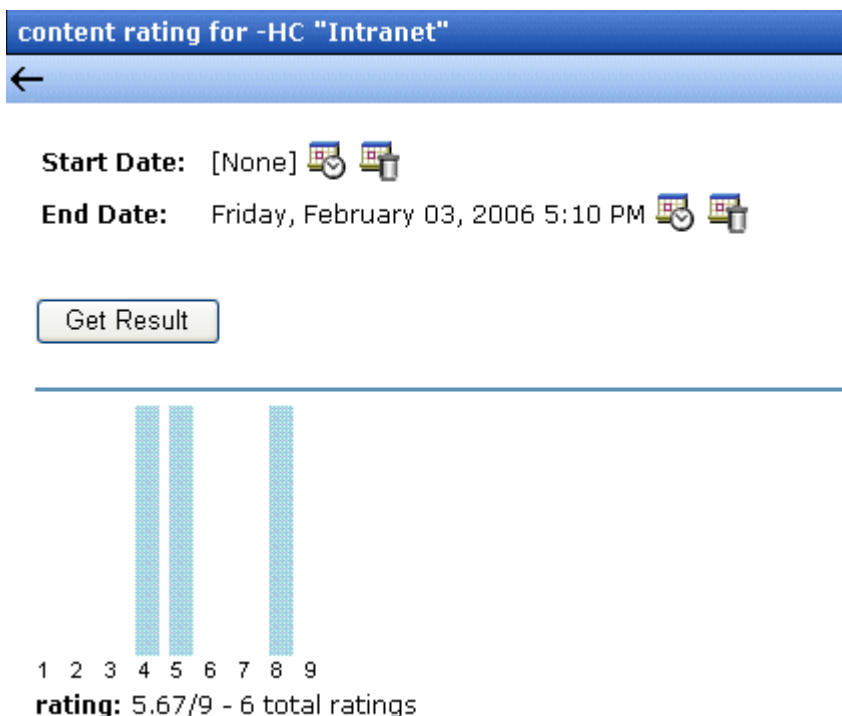 content rating for -HC "Intranet"
Start Date: [None]
End Date: Friday, February 03, 2006 5:10 PM
Get Result
1 2 3 4 5 6 7 8 9
rating: 5.67/9 - 6 total ratings